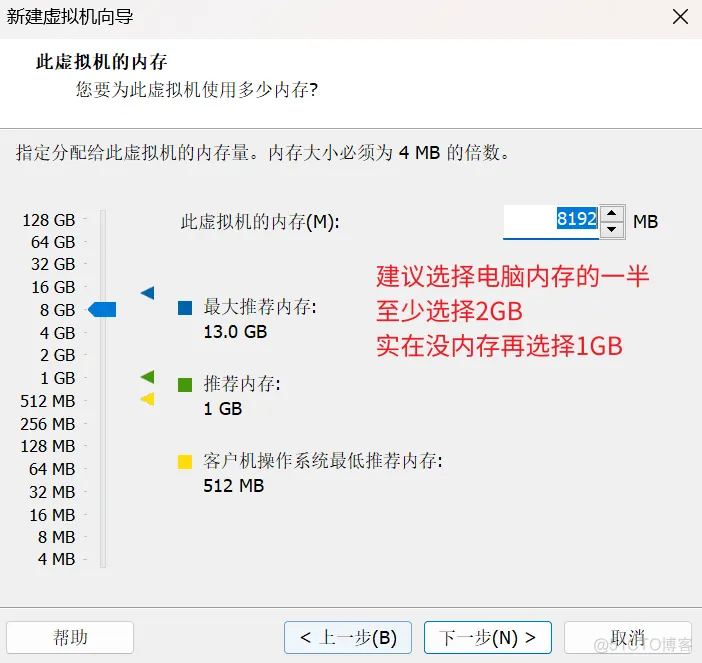 新建虚拟机向导
此虚拟机的内存
您要为此虚拟机使用多少内存?
指定分配给此虚拟机的内存量。内存大小必须为 4 MB 的倍数。
128 GB
64 GB
32 GB
16 GB
8 GB
4 GB
2 GB
1 GB
512 MB
256 MB
128 MB
64 MB
32 MB
16 MB
8 MB
4 MB
此虚拟机的内存(M):
8192 MB
建议选择电脑内存的一半
至少选择2GB
实在没内存再选择1GB
最大推荐内存:
13.0 GB
推荐内存:
1 GB
客户机操作系统最低推荐内存:
512 MB
帮助
< 上一步(B)
下一步(N) >
取消
@51CTO博客